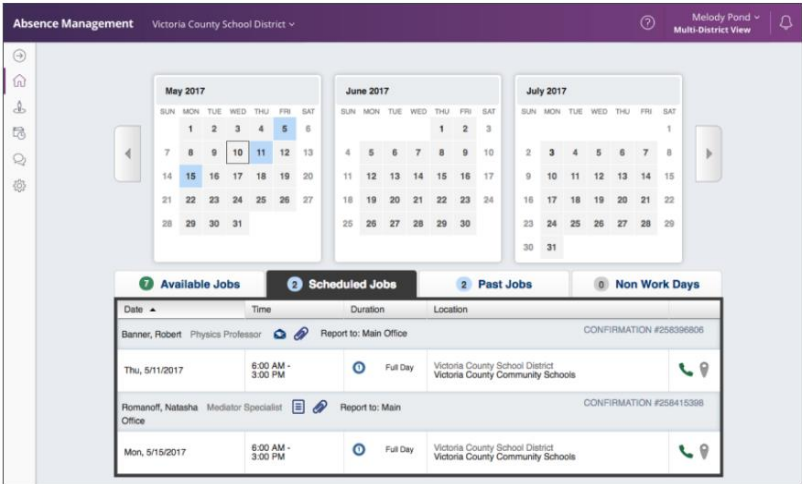 Absence Management Victoria County School District
Melody Pond
Multi-District View
May 2017
SUN MON TUE WED THU FRI SAT
1 2 3 4 5 6
7 8 9 10 11 12 13
14 15 16 17 18 19 20
21 22 23 24 25 26 27
28 29 30 31
June 2017
SUN MON TUE WED THU FRI SAT
1 2 3
4 5 6 7 8 9 10
11 12 13 14 15 16 17
18 19 20 21 22 23 24
25 26 27 28 29 30
July 2017
SUN MON TUE WED THU FRI SAT
1
2 3 4 5 6 7 8
9 10 11 12 13 14 15
16 17 18 19 20 21 22
23 24 25 26 27 28 29
30 31
7 Available Jobs 2 Scheduled Jobs 2 Past Jobs 0 Non Work Days
Date Time Duration Location
Banner, Robert Physics Professor Report to: Main Office CONFIRMATION #258396806
Thu, 5/11/2017 6:00 AM - 3:00 PM Full Day Victoria County School District
Victoria County Community Schools
Romanoff, Natasha Mediator Specialist Report to: Main Office CONFIRMATION #258415398
Mon, 5/15/2017 6:00 AM - 3:00 PM Full Day Victoria County School District
Victoria County Community Schools